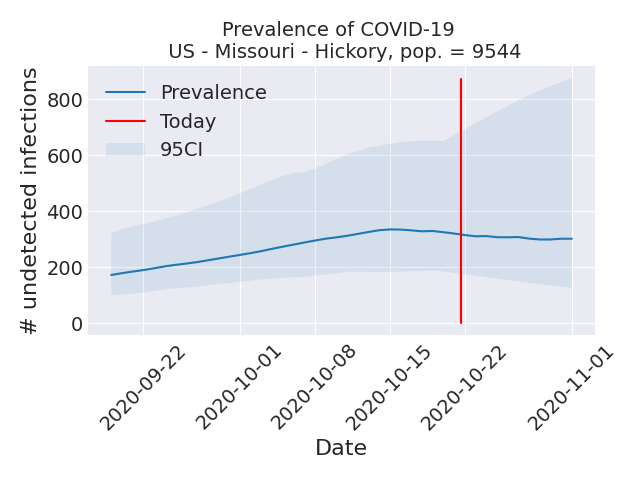 Prevalence of COVID-19
US - Missouri - Hickory, pop. = 9544
# undetected infections
800
600
400
200
0
Prevalence
Today
95CI
2020-09-22
2020-10-01
2020-10-08
2020-10-15
2020-10-22
2020-11-01
Date